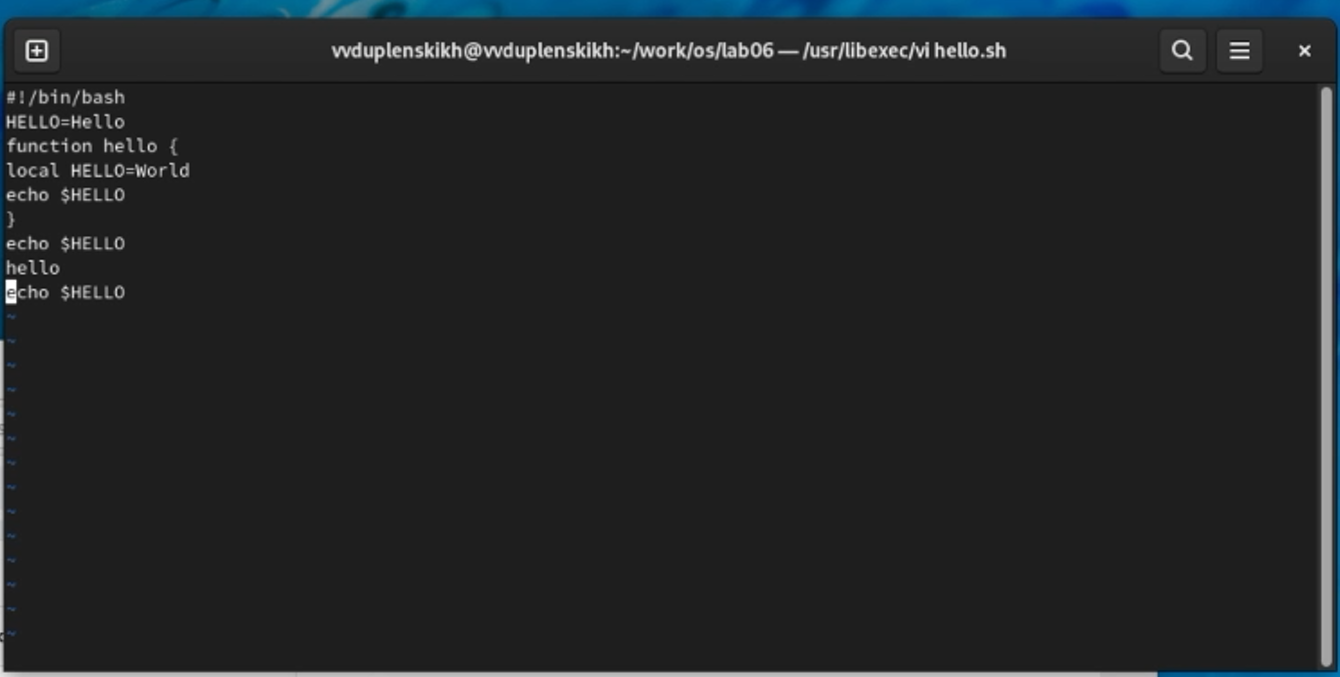 vvduplenskikh@vvduplenskikh:~/work/os/lab06 — /usr/libexec/vi hello.sh
#!/bin/bash
HELLO=Hello
function hello {
local HELLO=World
echo $HELLO
}
echo $HELLO
hello
echo $HELLO
~
~
~
~
~
~
~
~
~
~
~
~
~
~